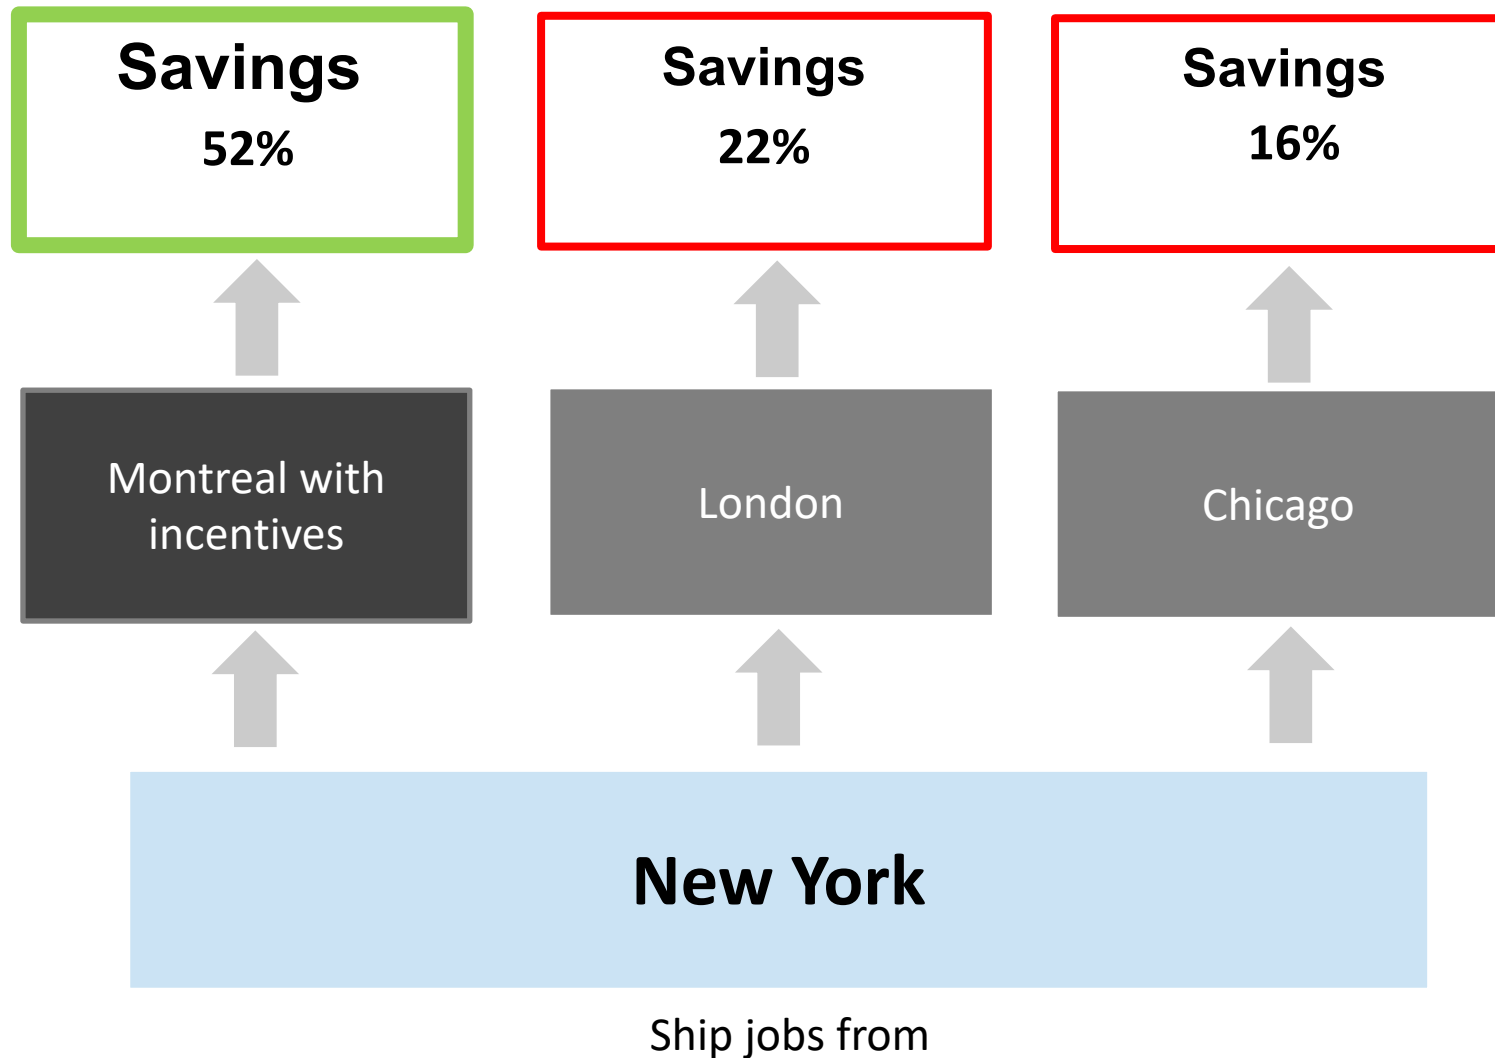 Savings
52%
Savings
22%
Savings
16%
Montreal with
incentives
London
Chicago
New York
Ship jobs from